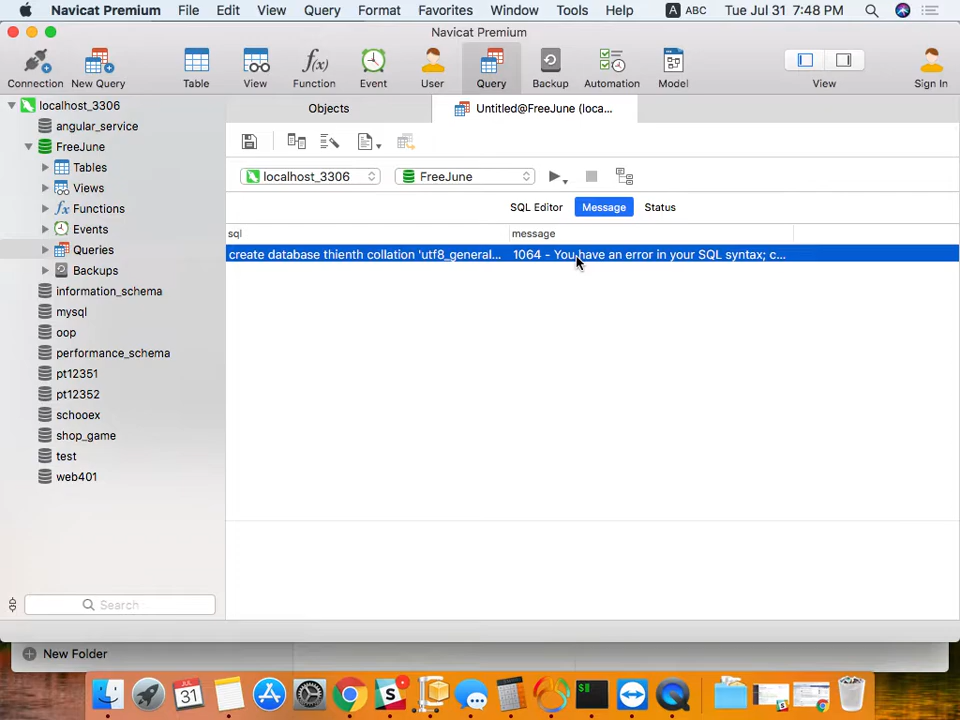 Navicat Premium File Edit View Query Format Favorites Window Tools Help A ABC Tue Jul 31 7:48 PM
Navicat Premium
Connection New Query Table View Function Event User Query Backup Automation Model View Sign In
localhost_3306
Objects
Untitled@FreeJune (loca...
angular_service
FreeJune
Tables
Views
Functions
Events
Queries
Backups
information_schema
mysql
oop
performance_schema
pt12351
pt12352
schooex
shop_game
test
web401
Search
localhost_3306
FreeJune
SQL Editor Message Status
sql message
create database thienth collation 'utf8_general... 1064 - You have an error in your SQL syntax; c...
New Folder
31